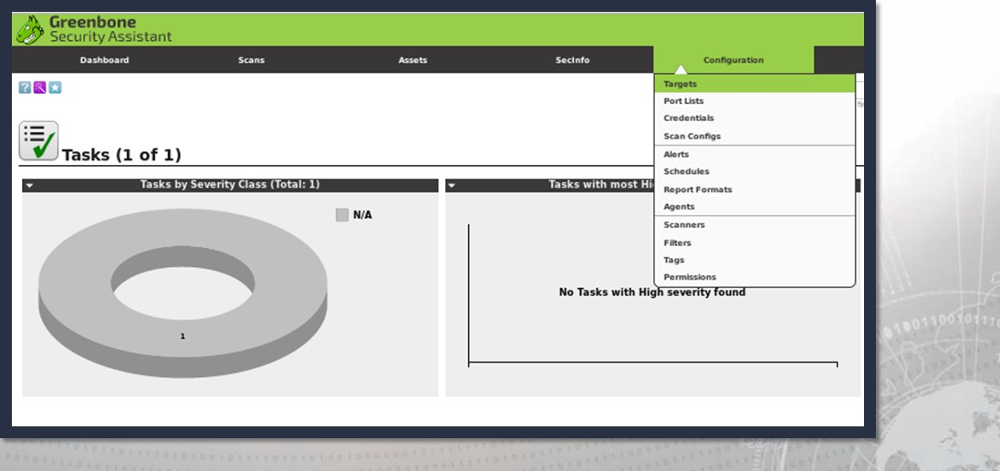 Greenbone
Security Assistant
Dashboard Scans Assets SecInfo Configuration
Targets
Port Lists
Credentials
Scan Configs
Alerts
Schedules
Report Formats
Agents
Scanners
Filters
Tags
Permissions
Tasks (1 of 1)
Tasks by Severity Class (Total: 1)
N/A
1
Tasks with most Hi
No Tasks with High severity found